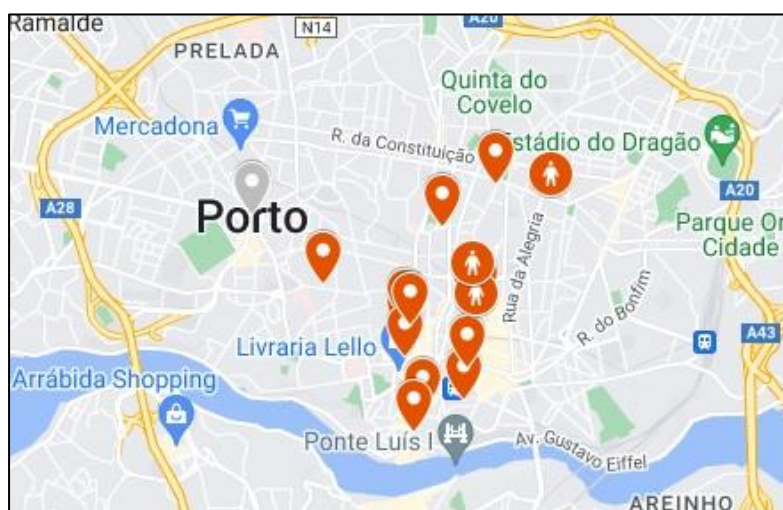 Ramalde
N14
A20
PRELADA
Quinta do
Covelo
Mercadona
R. da Constituição
Estádio do Dragão
A20
A28
Porto
Parque Or
Cidade
Rua da Alegria
R. do Bonfim
A43
Livraria Lello
Arrábida Shopping
Ponte Luís I
Av. Gustavo Eiffel
AREINHO